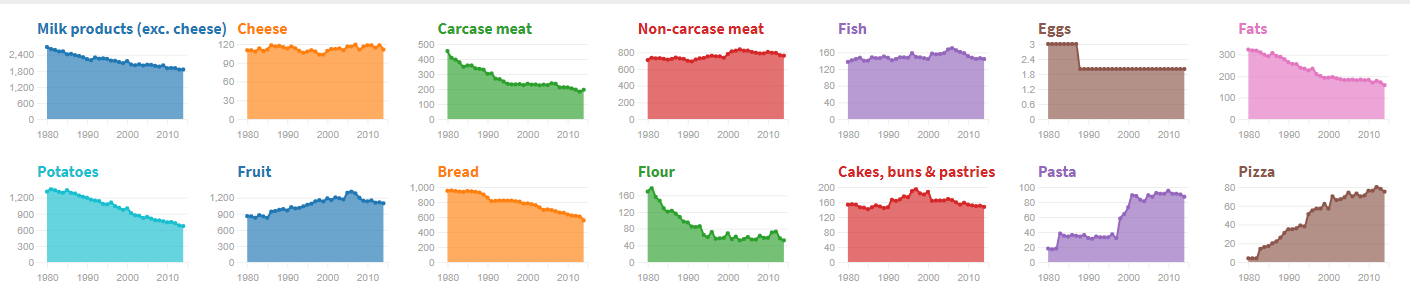 Milk products (exc. cheese) Cheese Carcase meat Non-carcase meat Fish Eggs Fats
2,400 1,800 1,200 600 0
120 90 60 30 0
500 400 300 200 100 0
800 600 400 200 0
160 120 80 40 0
3 2.4 1.8 1.2 0.6 0
300 200 100 0
1980 1990 2000 2010 1980 1990 2000 2010 1980 1990 2000 2010 1980 1990 2000 2010 1980 1990 2000 2010 1980 1990 2000 2010 1980 1990 2000 2010
Potatoes Fruit Bread Flour Cakes, buns & pastries Pasta Pizza
1,200 900 600 300 0
1,200 900 600 300 0
1,000 800 600 400 200 0
160 120 80 40 0
200 160 120 80 40 0
100 80 60 40 20 0
80 60 40 20 0
1980 1990 2000 2010 1980 1990 2000 2010 1980 1990 2000 2010 1980 1990 2000 2010 1980 1990 2000 2010 1980 1990 2000 2010 1980 1990 2000 2010